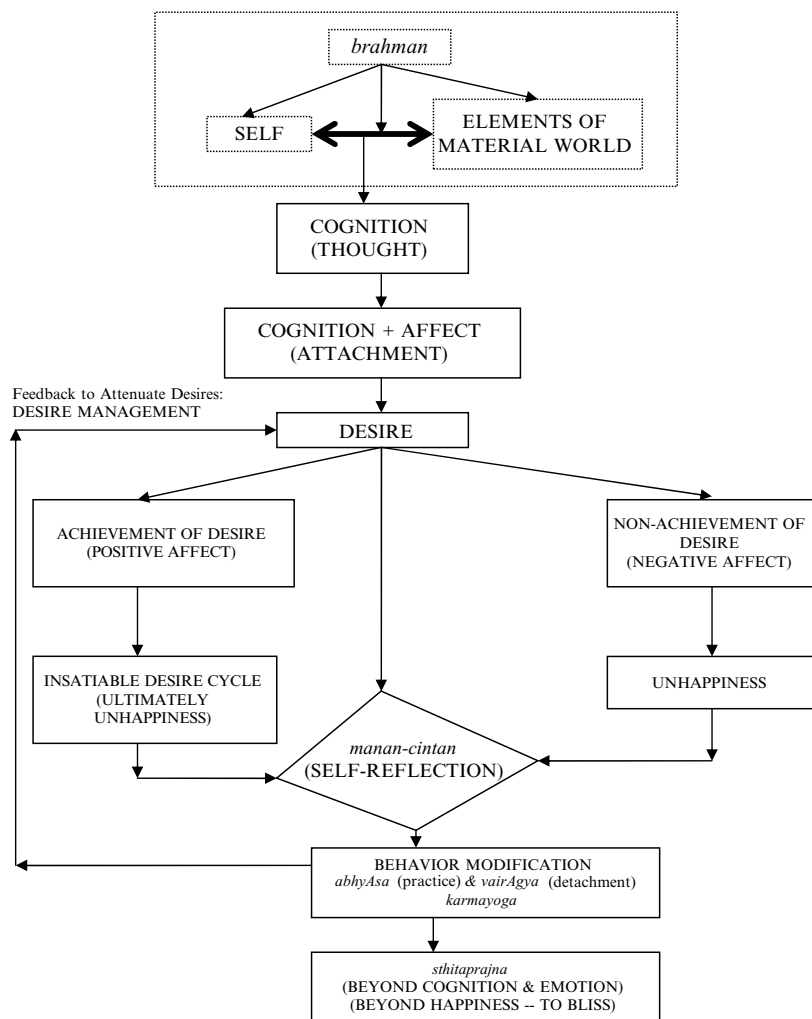 brahman
SELF
ELEMENTS OF
MATERIAL WORLD
COGNITION
(THOUGHT)
COGNITION + AFFECT
(ATTACHMENT)
Feedback to Attenuate Desires:
DESIRE MANAGEMENT
DESIRE
ACHIEVEMENT OF DESIRE
(POSITIVE AFFECT)
NON-ACHIEVEMENT OF
DESIRE
(NEGATIVE AFFECT)
INSATIABLE DESIRE CYCLE
(ULTIMATELY
UNHAPPINESS)
UNHAPPINESS
manan-cintan
(SELF-REFLECTION)
BEHAVIOR MODIFICATION
abhyAsa (practice) & vairAgya (detachment)
karmayoga
sthitaprajna
(BEYOND COGNITION & EMOTION)
(BEYOND HAPPINESS -- TO BLISS)